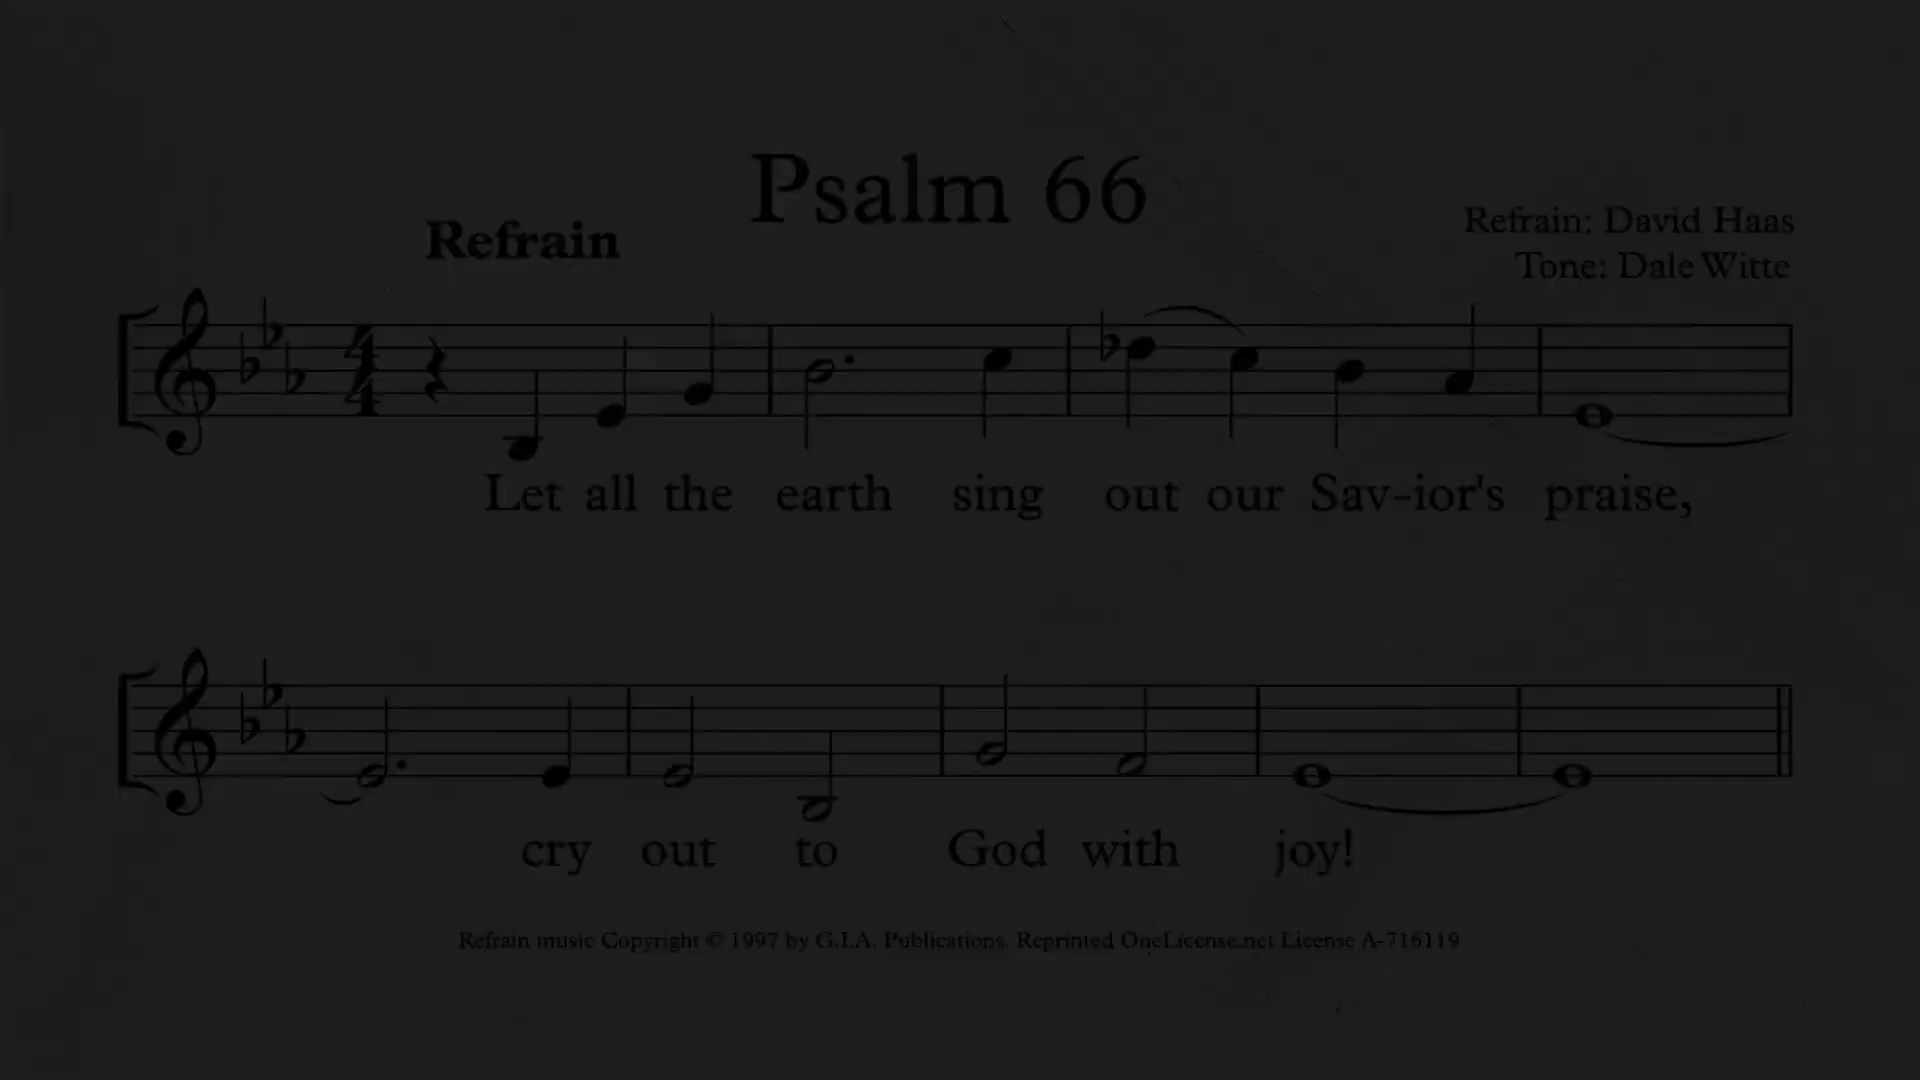 Psalm 66
Refrain
Refrain: David Haas
Tone: Dale Witte
Let all the earth sing out our Sav-ior's praise,
cry out to God with joy!
Refrain music Copyright © 1997 by G.I.A. Publications. Reprinted OneLicense.net License A-716119